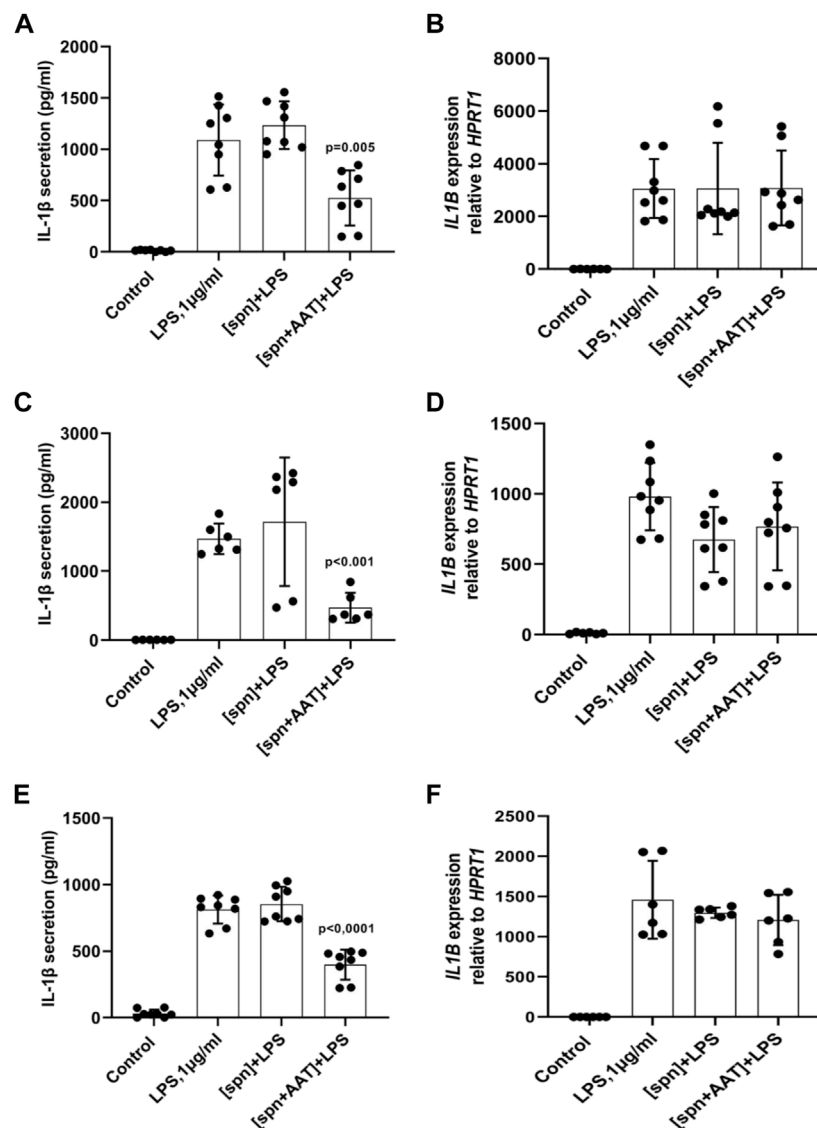 A
IL-1β secretion (pg/ml)
2000
1500
1000
500
0
p=0.005
Control
LPS,1μg/ml
[spn]+LPS
[spn+AAT]+LPS
B
IL1B expression
relative to HPRT1
8000
6000
4000
2000
0
Control
LPS,1μg/ml
[spn]+LPS
[spn+AAT]+LPS
C
IL-1β secretion (pg/ml)
3000
2000
1000
0
p<0.001
Control
LPS,1μg/ml
[spn]+LPS
[spn+AAT]+LPS
D
IL1B expression
relative to HPRT1
1500
1000
500
0
Control
LPS,1μg/ml
[spn]+LPS
[spn+AAT]+LPS
E
IL-1β secretion (pg/ml)
1500
1000
500
0
p<0,0001
Control
LPS,1μg/ml
[spn]+LPS
[spn+AAT]+LPS
F
IL1B expression
relative to HPRT1
2500
2000
1500
1000
500
0
Control
LPS,1μg/ml
[spn]+LPS
[spn+AAT]+LPS